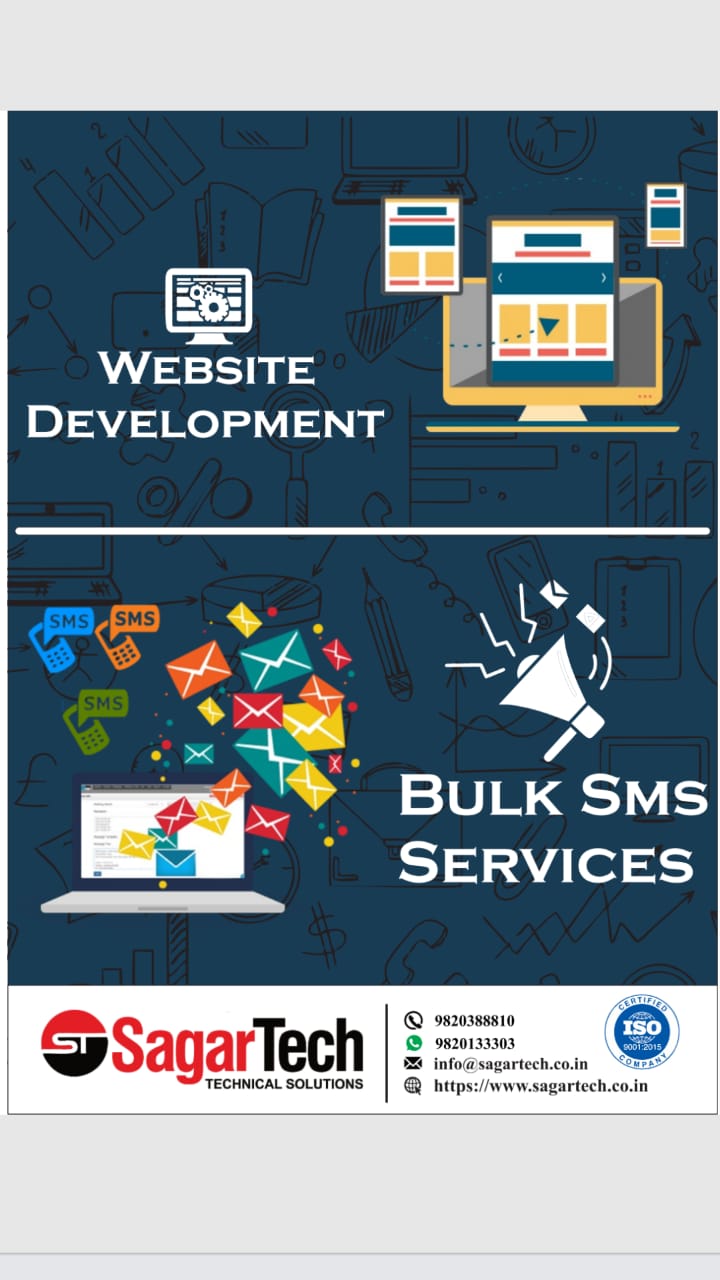 Website
Development
SMS
SMS
SMS
Bulk Sms
Services
ST
SagarTech
TECHNICAL SOLUTIONS
9820388810
9820133303
info@sagartech.co.in
https://www.sagartech.co.in
CERTIFIED
ISO
9001:2015
COMPANY